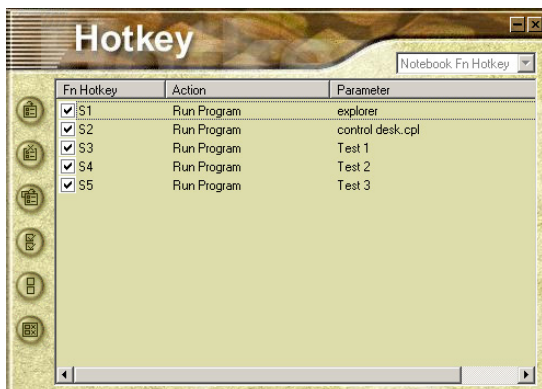 Hotkey
Notebook Fn Hotkey
Fn Hotkey Action Parameter
S1 Run Program explorer
S2 Run Program control desk.cpl
S3 Run Program Test 1
S4 Run Program Test 2
S5 Run Program Test 3